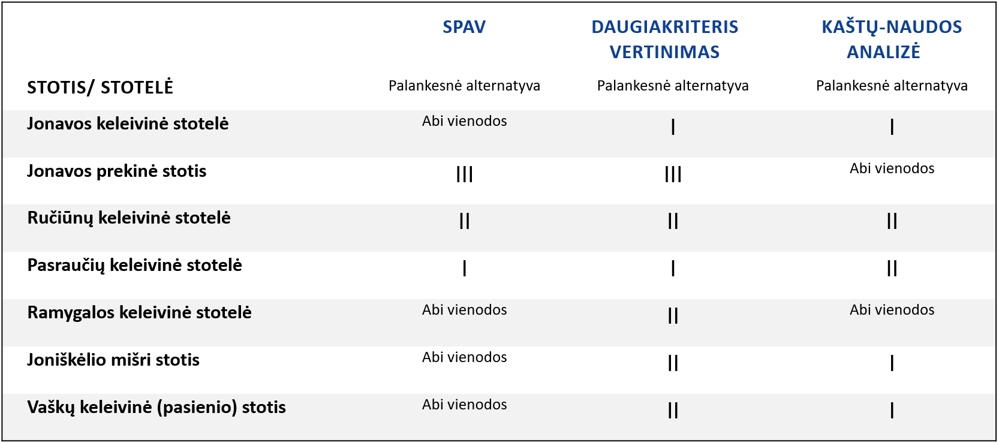 SPAV DAUGIAKRITERIS KAŠTŲ-NAUDOS
VERTINIMAS ANALIZĖ
STOTIS/ STOTELĖ Palankesnė alternatyva Palankesnė alternatyva Palankesnė alternatyva
Jonavos keleivinė stotelė Abi vienodos I I
Jonavos prekinė stotis III III Abi vienodos
Ručiūnų keleivinė stotelė II II II
Pasraučių keleivinė stotelė I I II
Ramygalos keleivinė stotelė Abi vienodos II Abi vienodos
Joniškėlio mišri stotis Abi vienodos II I
Vaškų keleivinė (pasienio) stotis Abi vienodos II I